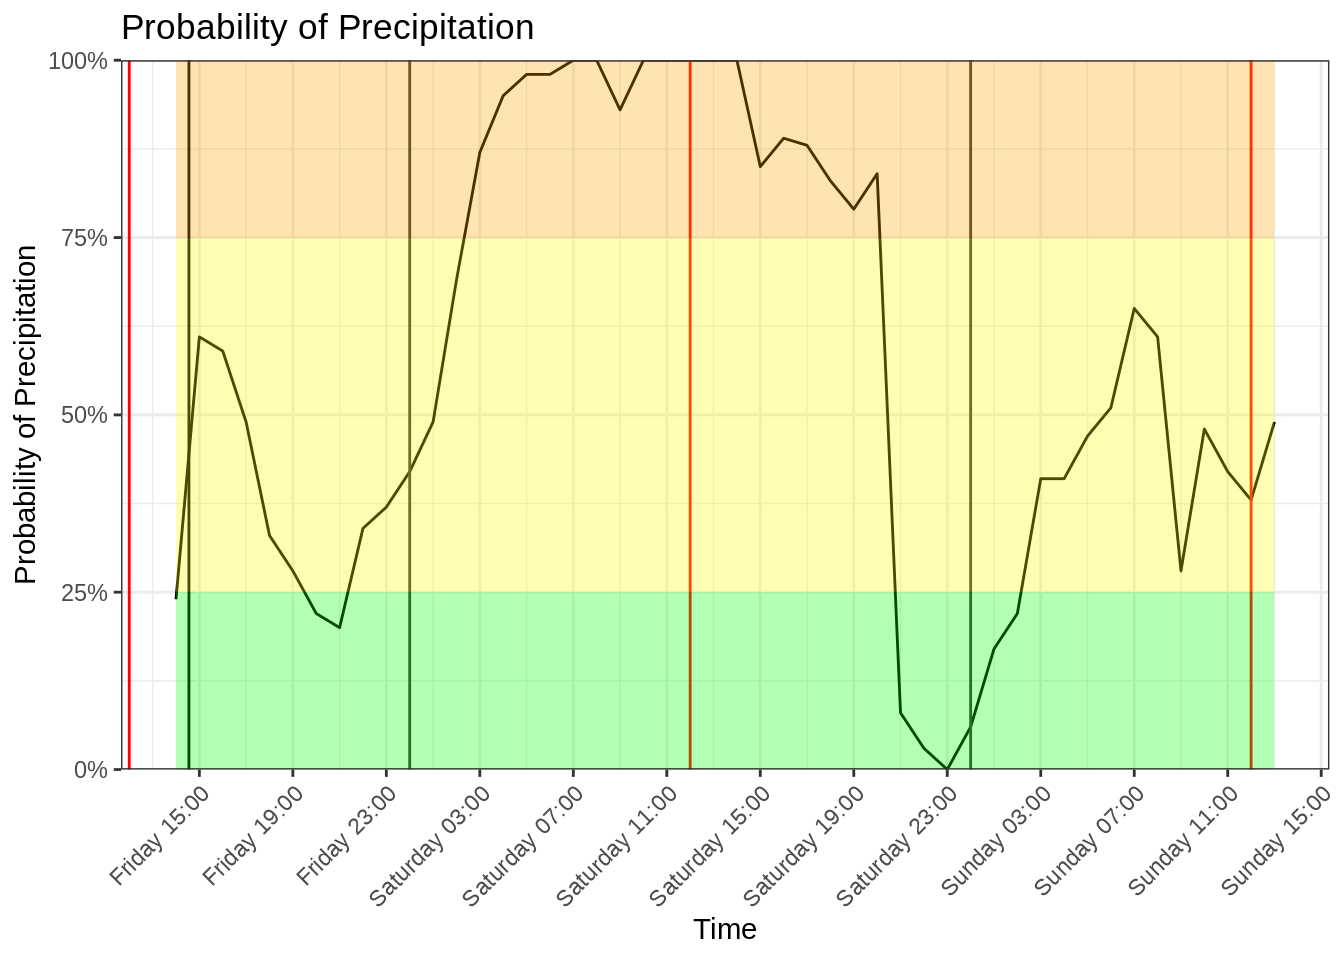 Probability of Precipitation
Probability of Precipitation
100%
75%
50%
25%
0%
Friday 15:00
Friday 19:00
Friday 23:00
Saturday 03:00
Saturday 07:00
Saturday 11:00
Saturday 15:00
Saturday 19:00
Saturday 23:00
Sunday 03:00
Sunday 07:00
Sunday 11:00
Sunday 15:00
Time